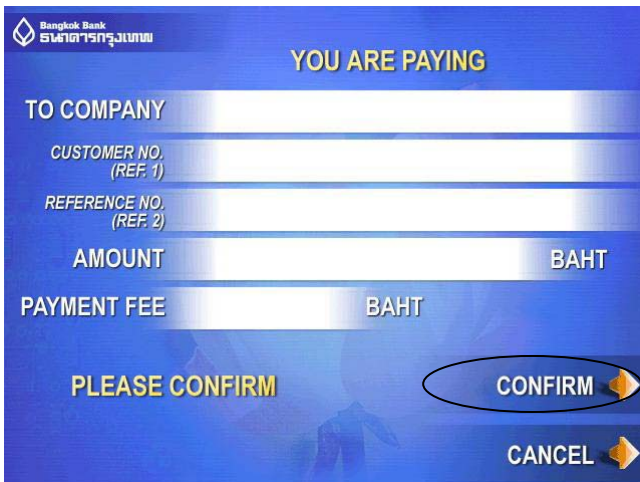 Bangkok Bank
ธนาคารกรุงเทพ
YOU ARE PAYING
TO COMPANY
CUSTOMER NO.
(REF. 1)
REFERENCE NO.
(REF. 2)
AMOUNT BAHT
PAYMENT FEE BAHT
PLEASE CONFIRM CONFIRM
CANCEL